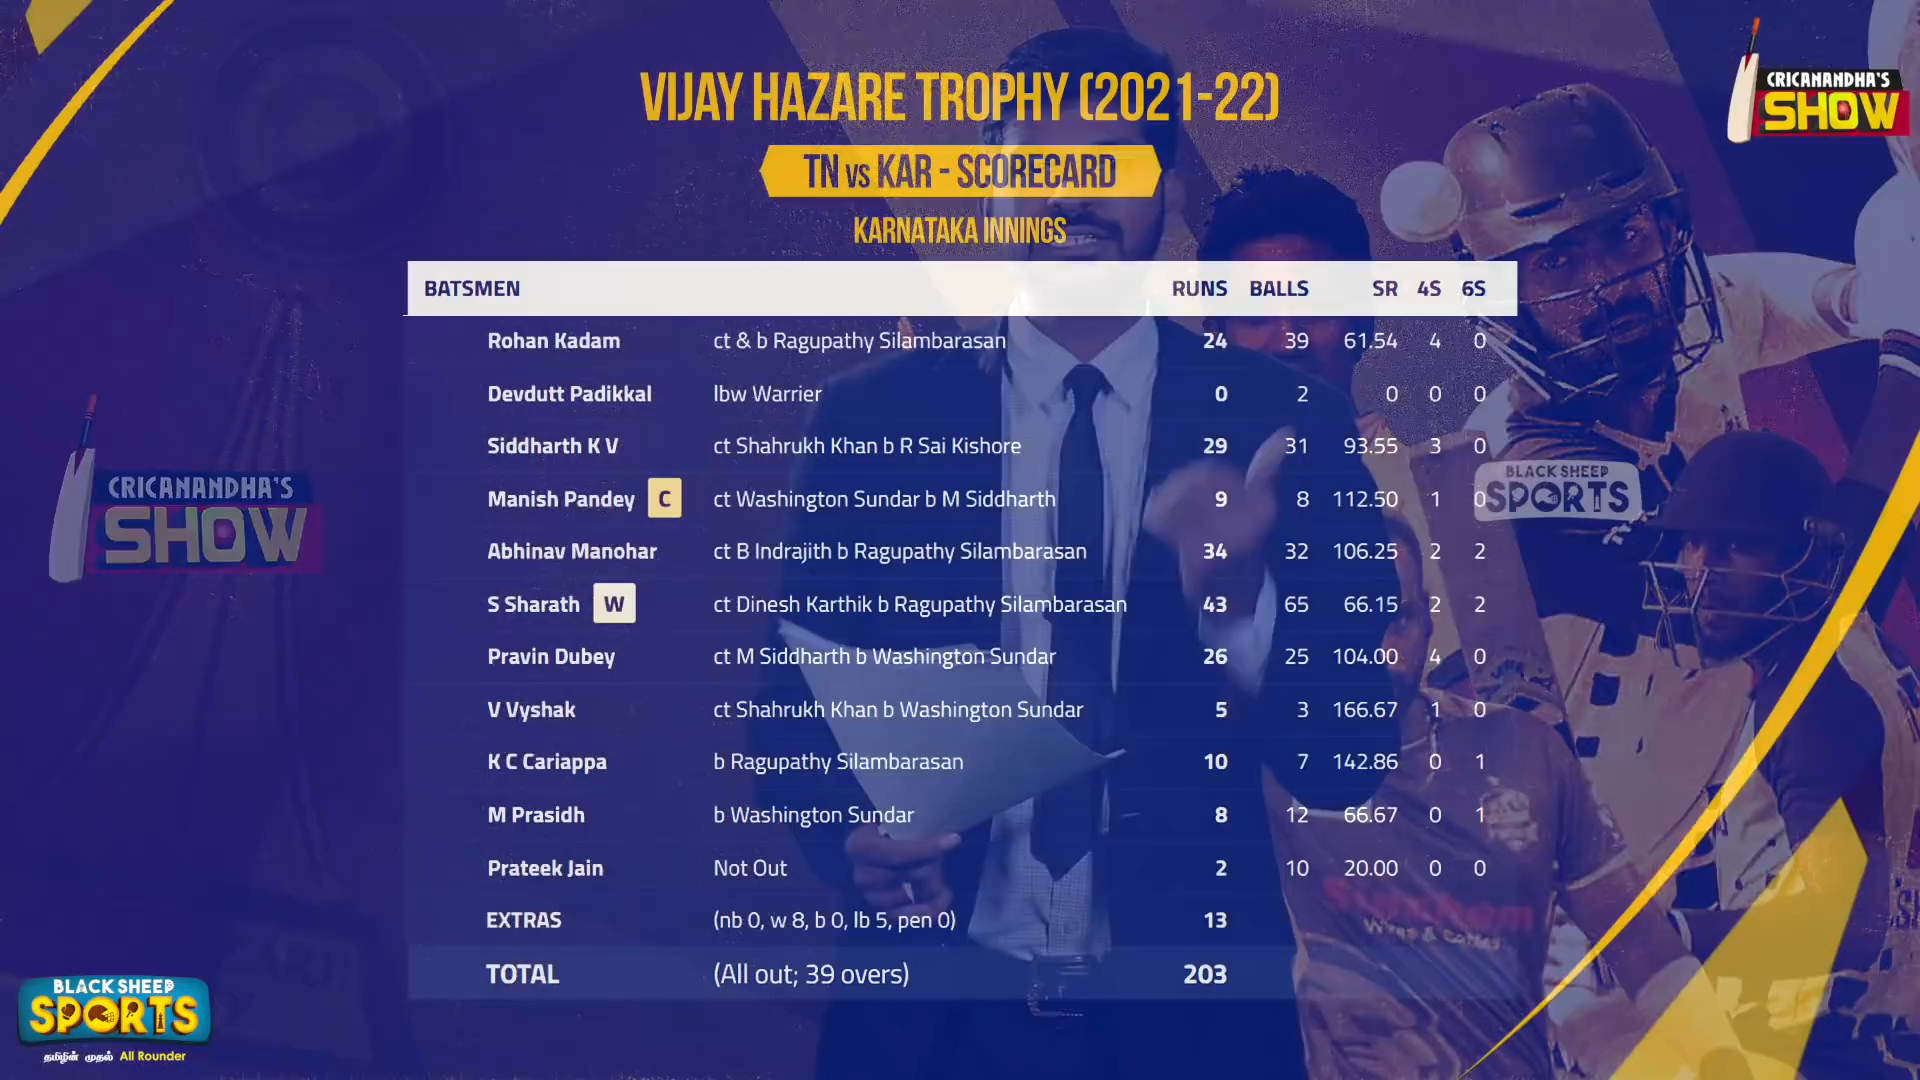 VIJAY HAZARE TROPHY (2021-22)
CRICANANDHA'S
SHOW
TN vs KAR - SCORECARD
KARNATAKA INNINGS
BATSMEN RUNS BALLS SR 4S 6S
Rohan Kadam ct & b Ragupathy Silambarasan 24 39 61.54 4 0
Devdutt Padikkal lbw Warrier 0 2 0 0 0
Siddharth K V ct Shahrukh Khan b R Sai Kishore 29 31 93.55 3 0
Manish Pandey C ct Washington Sundar b M Siddharth 9 8 112.50 1 0
CRICANANDHA'S
SHOW
BLACK SHEEP
SPORTS
Abhinav Manohar ct B Indrajith b Ragupathy Silambarasan 34 32 106.25 2 2
S Sharath W ct Dinesh Karthik b Ragupathy Silambarasan 43 65 66.15 2 2
Pravin Dubey ct M Siddharth b Washington Sundar 26 25 104.00 4 0
V Vyshak ct Shahrukh Khan b Washington Sundar 5 3 166.67 1 0
K C Cariappa b Ragupathy Silambarasan 10 7 142.86 0 1
M Prasidh b Washington Sundar 8 12 66.67 0 1
Prateek Jain Not Out 2 10 20.00 0 0
EXTRAS (nb 0, w 8, b 0, lb 5, pen 0) 13
TOTAL (All out; 39 overs) 203
BLACK SHEEP
SPORTS
தமிழின் முதல் All Rounder